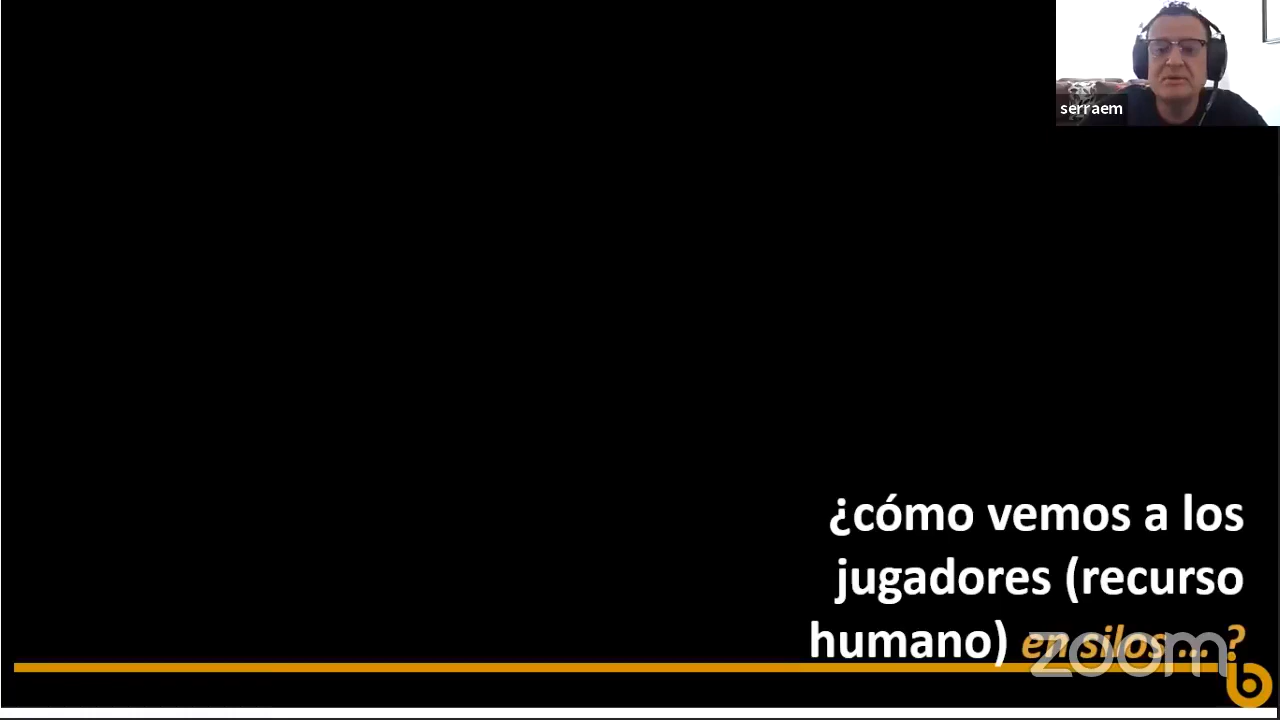 serraem
¿cómo vemos a los
jugadores (recurso
humano) en silos ... ?
zoom
b